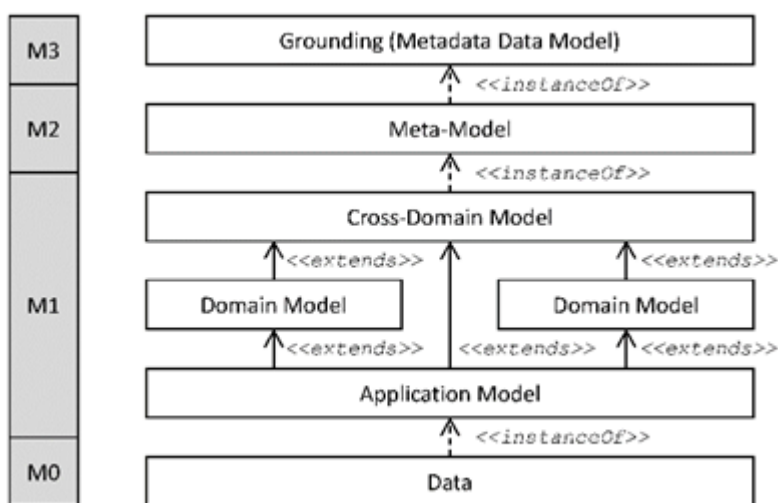 M3
Grounding (Metadata Data Model)
<<instanceOf>>
M2
Meta-Model
<<instanceOf>>
Cross-Domain Model
<<extends>>
<<extends>>
M1
Domain Model
Domain Model
<<extends>>
<<extends>>
<<extends>>
Application Model
<<instanceOf>>
M0
Data